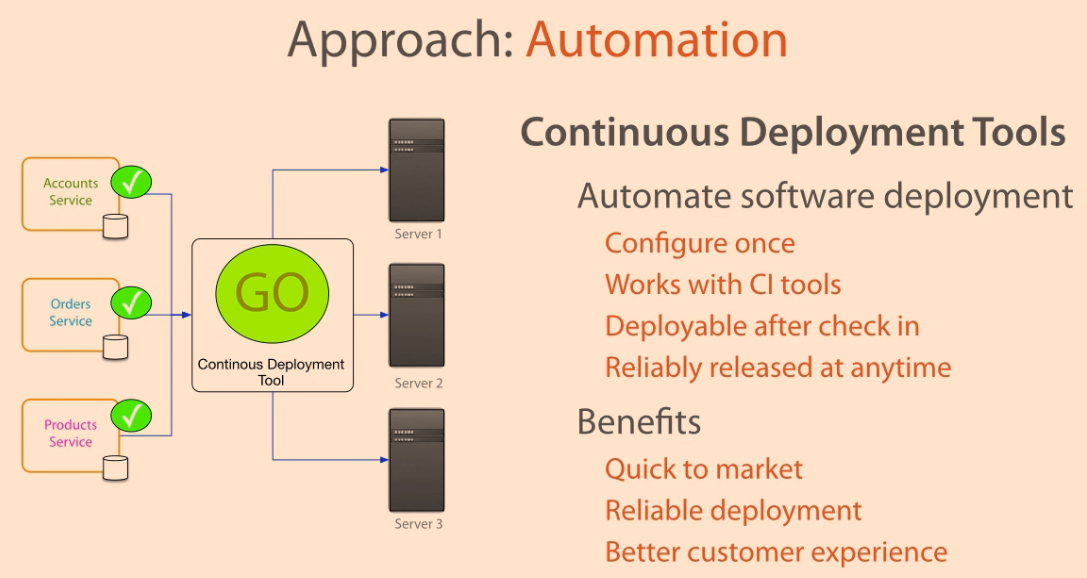 Approach: Automation
Accounts
Service
Orders
Service
Products
Service
GO
Continous Deployment
Tool
Server 1
Server 2
Server 3
Continuous Deployment Tools
Automate software deployment
Configure once
Works with CI tools
Deployable after check in
Reliably released at anytime
Benefits
Quick to market
Reliable deployment
Better customer experience